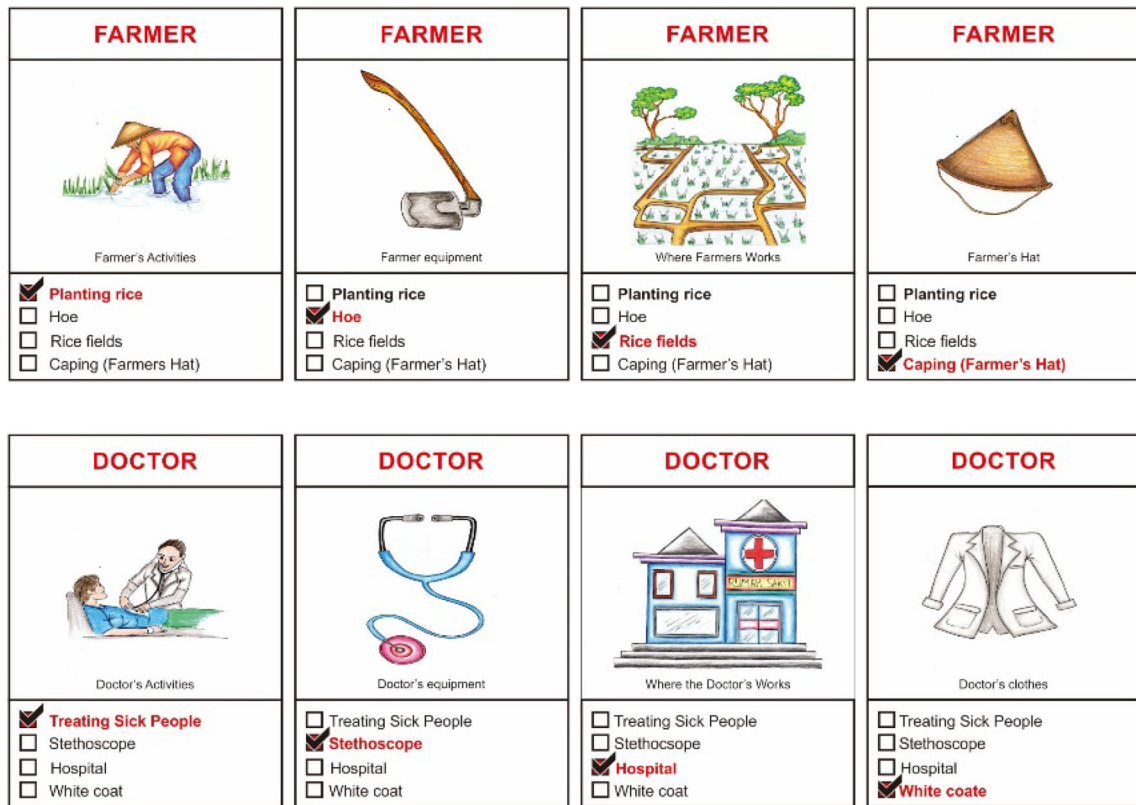 FARMER
Farmer's Activities
Planting rice
Hoe
Rice fields
Caping (Farmers Hat)
FARMER
Farmer equipment
Planting rice
Hoe
Rice fields
Caping (Farmer's Hat)
FARMER
Where Farmers Works
Planting rice
Hoe
Rice fields
Caping (Farmer's Hat)
FARMER
Farmer's Hat
Planting rice
Hoe
Rice fields
Caping (Farmer's Hat)
DOCTOR
Doctor's Activities
Treating Sick People
Stethoscope
Hospital
White coat
DOCTOR
Doctor's equipment
Treating Sick People
Stethoscope
Hospital
White coat
DOCTOR
RUMAH SAKIT
Where the Doctor's Works
Treating Sick People
Stethocsope
Hospital
White coat
DOCTOR
Doctor's clothes
Treating Sick People
Stethoscope
Hospital
White coate